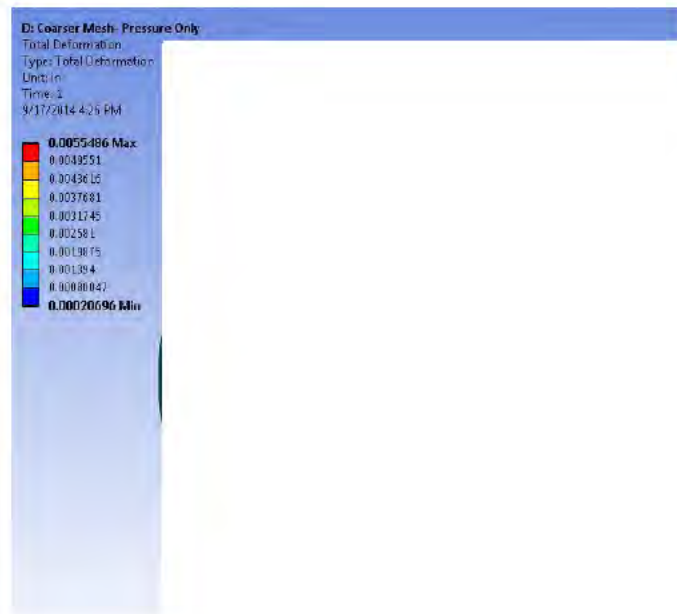 D: Coarser Mesh- Pressure Only
Total Deformation
Type: Total Deformation
Unit: in
Time: 1
9/17/2014 4:26 PM
0.0055486 Max
0.0049551
0.0043616
0.0037681
0.0031745
0.002581
0.0019875
0.001394
0.00080047
0.00020696 Min